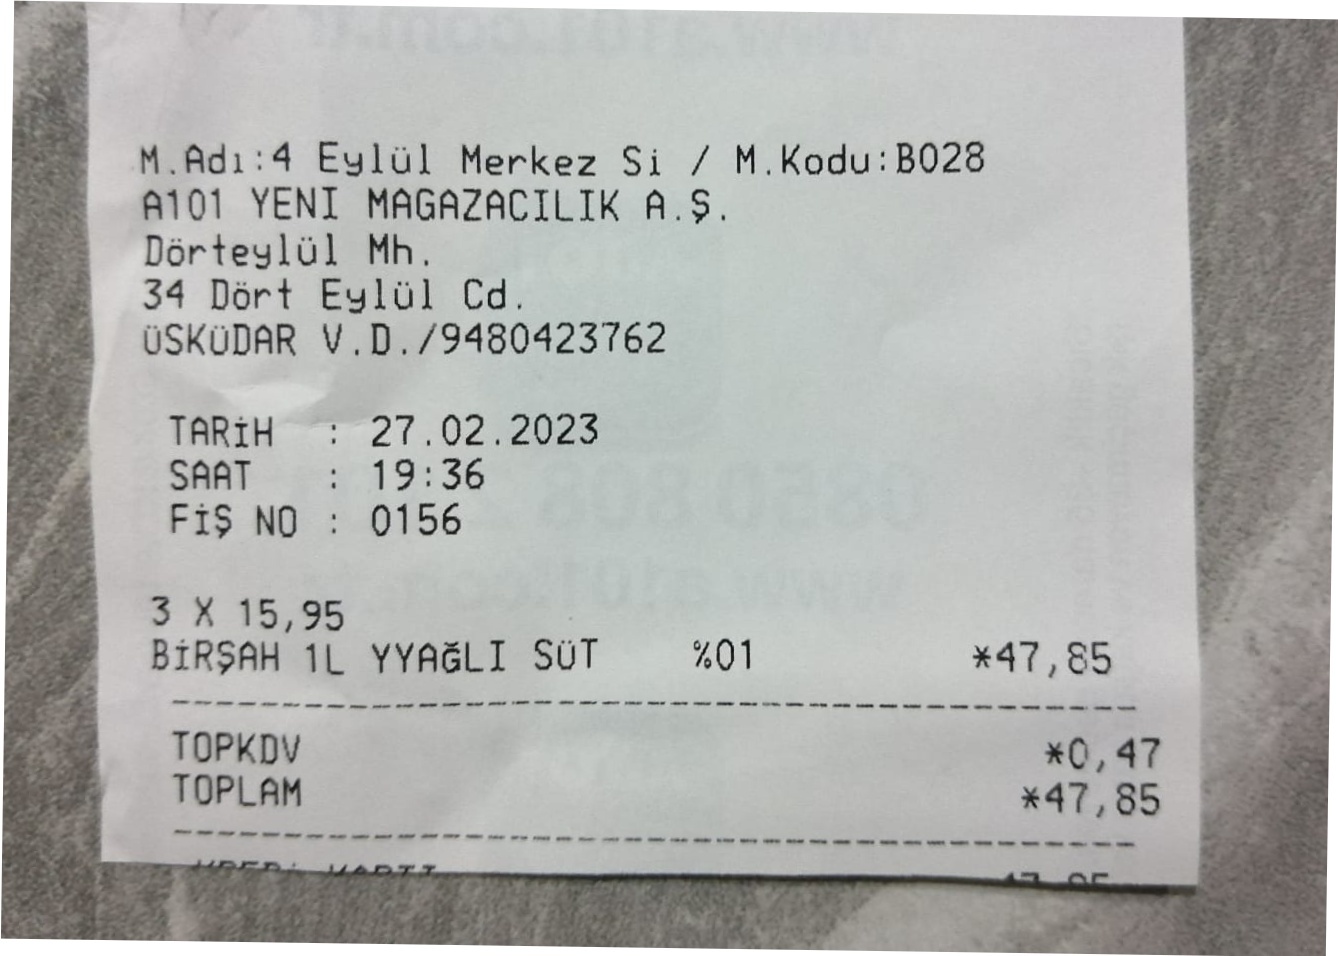 M.Adı:4 Eylül Merkez Si / M.Kodu:B028
A101 YENI MAGAZACILIK A.Ş.
Dörteylül Mh.
34 Dört Eylül Cd.
ÜSKÜDAR V.D./9480423762
TARİH : 27.02.2023
SAAT : 19:36
FİŞ NO : 0156
3 X 15,95
BİRŞAH 1L YYAĞLI SÜT %01 *47,85
TOPKDV *0,47
TOPLAM *47,85